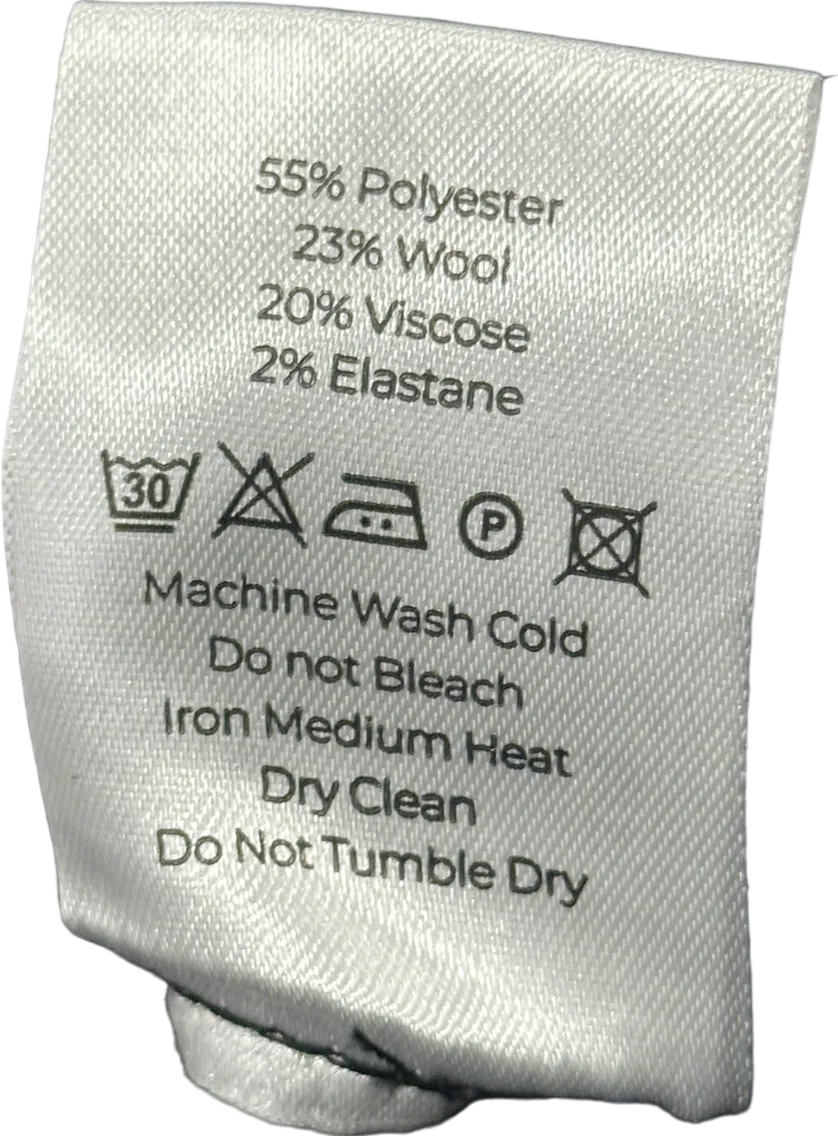 55% Polyester
23% Wool
20% Viscose
2% Elastane
30 P
Machine Wash Cold
Do not Bleach
Iron Medium Heat
Dry Clean
Do Not Tumble Dry